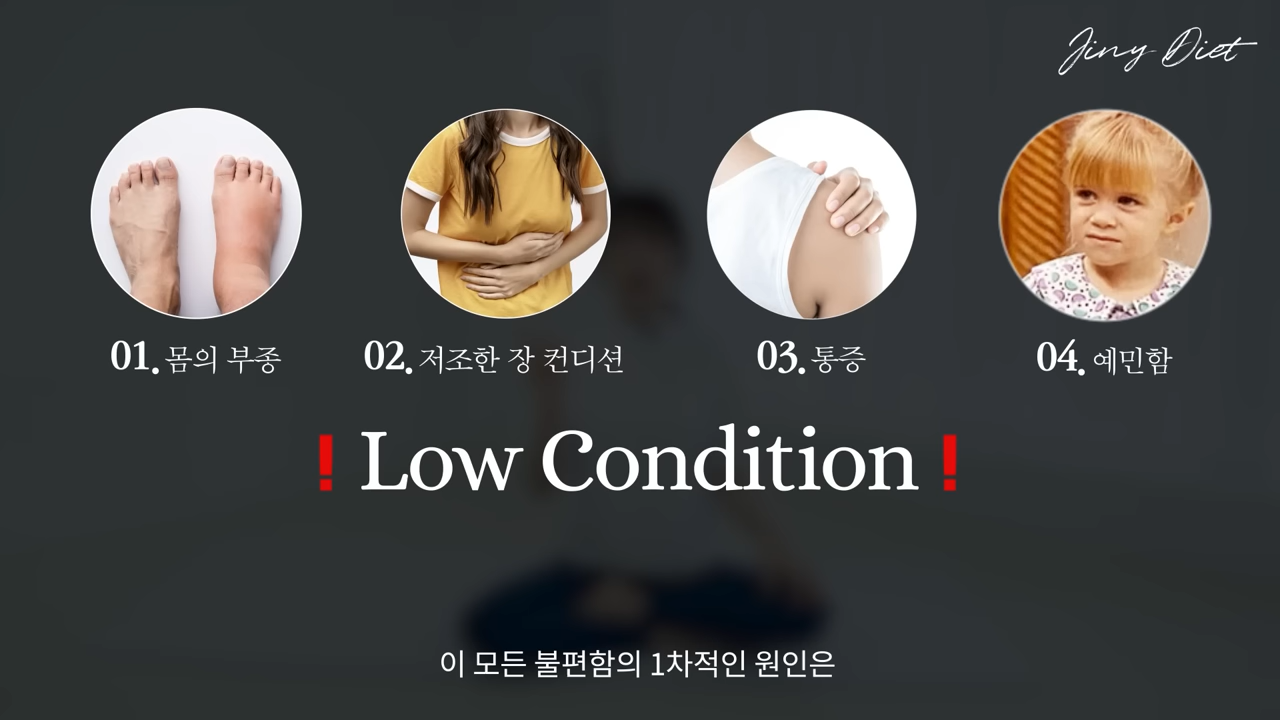 Jiny Diet
01. 몸의 부종
02. 저조한 장 컨디션
03. 통증
04. 예민함
! Low Condition !
이 모든 불편함의 1차적인 원인은